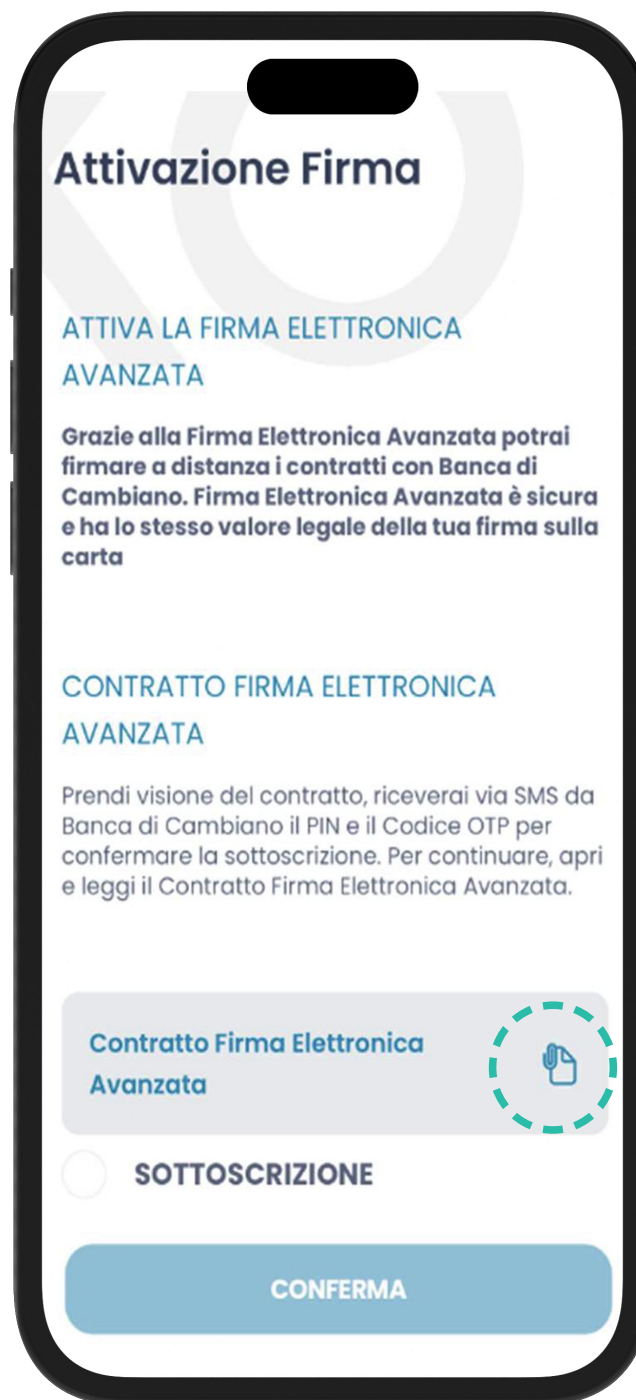 Attivazione Firma
ATTIVA LA FIRMA ELETTRONICA
AVANZATA
Grazie alla Firma Elettronica Avanzata potrai
firmare a distanza i contratti con Banca di
Cambiano. Firma Elettronica Avanzata è sicura
e ha lo stesso valore legale della tua firma sulla
carta
CONTRATTO FIRMA ELETTRONICA
AVANZATA
Prendi visione del contratto, riceverai via SMS da
Banca di Cambiano il PIN e il Codice OTP per
confermare la sottoscrizione. Per continuare, apri
e leggi il Contratto Firma Elettronica Avanzata.
Contratto Firma Elettronica
Avanzata
SOTTOSCRIZIONE
CONFERMA